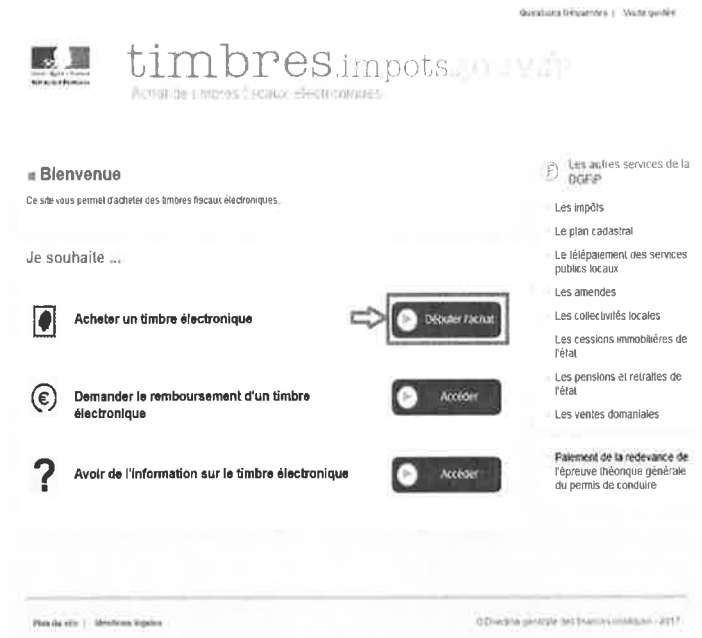 Questions fréquentes | Visite guidée
timbres.impots.gouv.fr
Achat de timbres fiscaux électroniques
Bienvenue
Ce site vous permet d'acheter des timbres fiscaux électroniques.
Je souhaite ...
Acheter un timbre électronique
Débuter l'achat
Demander le remboursement d'un timbre
électronique
Accéder
Avoir de l'information sur le timbre électronique
Accéder
Les autres services de la
DGFiP
Les impôts
Le plan cadastral
Le télépaiement des services
publics locaux
Les amendes
Les collectivités locales
Les cessions immobilières de
l'état
Les pensions et retraites de
l'état
Les ventes domaniales
Paiement de la redevance de
l'épreuve théorique générale
du permis de conduire
Plan du site | Mentions légales
© Direction générale des finances publiques - 2017